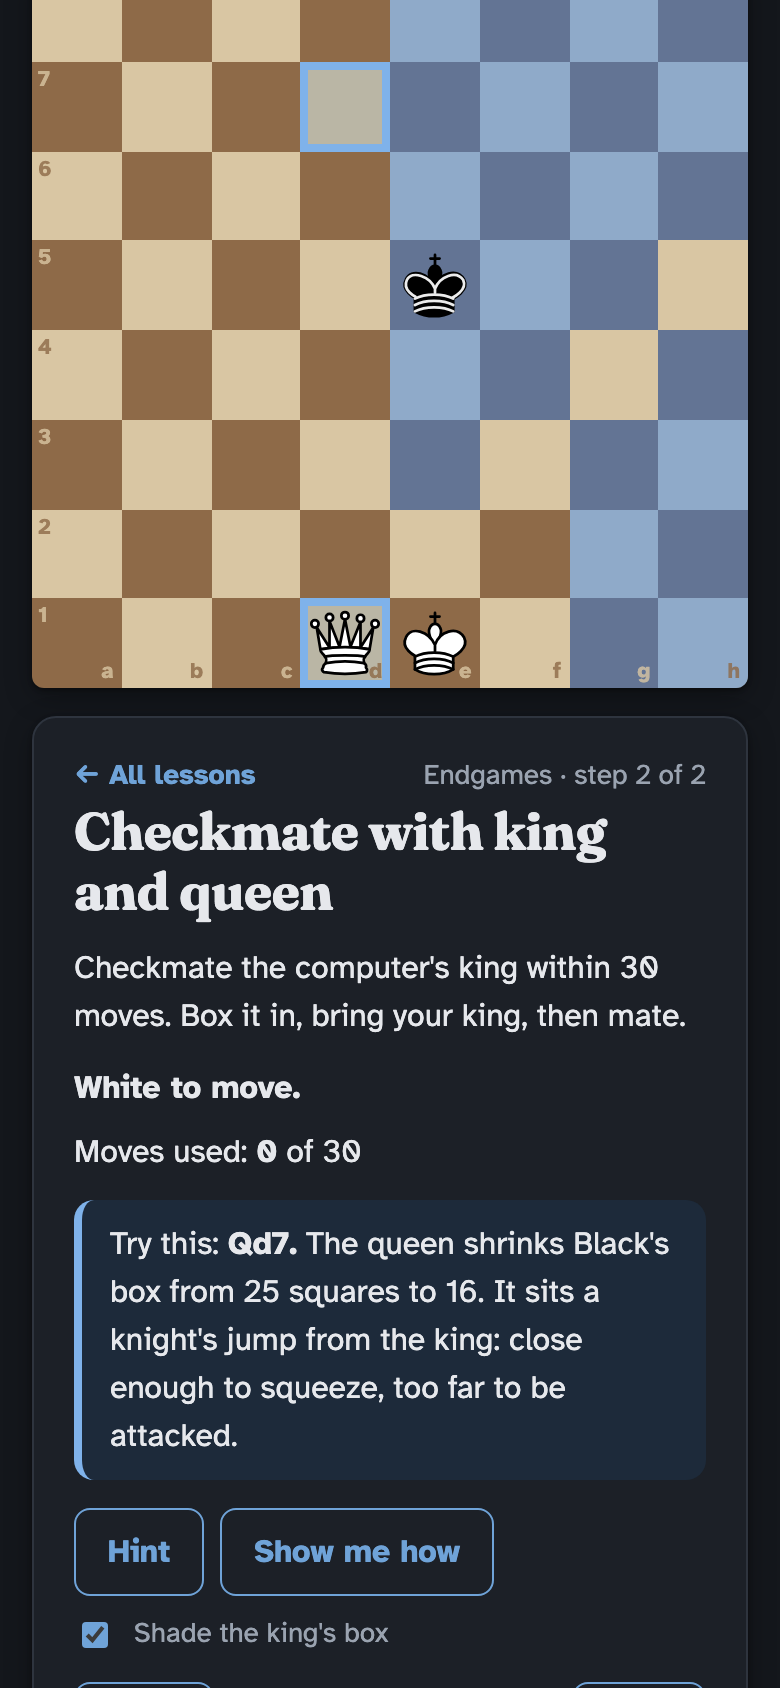 7
6
5
4
3
2
1
a b c d e f g h
← All lessons
Endgames · step 2 of 2
Checkmate with king
and queen
Checkmate the computer's king within 30
moves. Box it in, bring your king, then mate.
White to move.
Moves used: 0 of 30
Try this: Qd7. The queen shrinks Black's
box from 25 squares to 16. It sits a
knight's jump from the king: close
enough to squeeze, too far to be
attacked.
Hint
Show me how
Shade the king's box